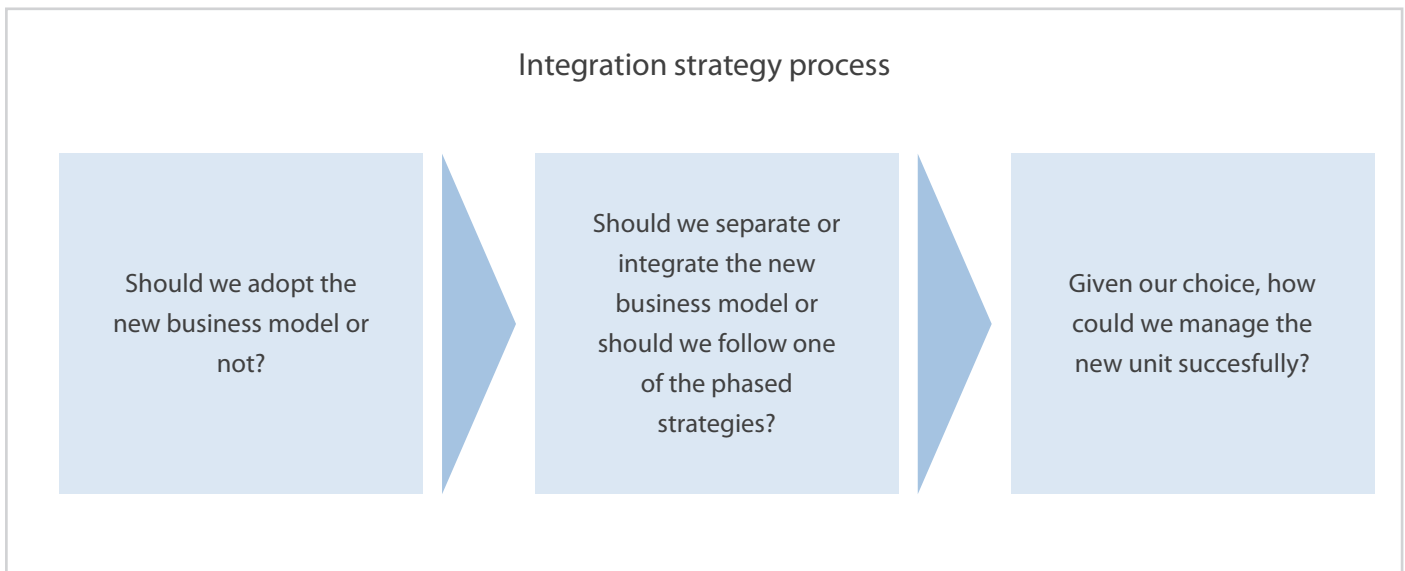 Integration strategy process
Should we adopt the
new business model or
not?
Should we separate or
integrate the new
business model or
should we follow one
of the phased
strategies?
Given our choice, how
could we manage the
new unit succesfully?